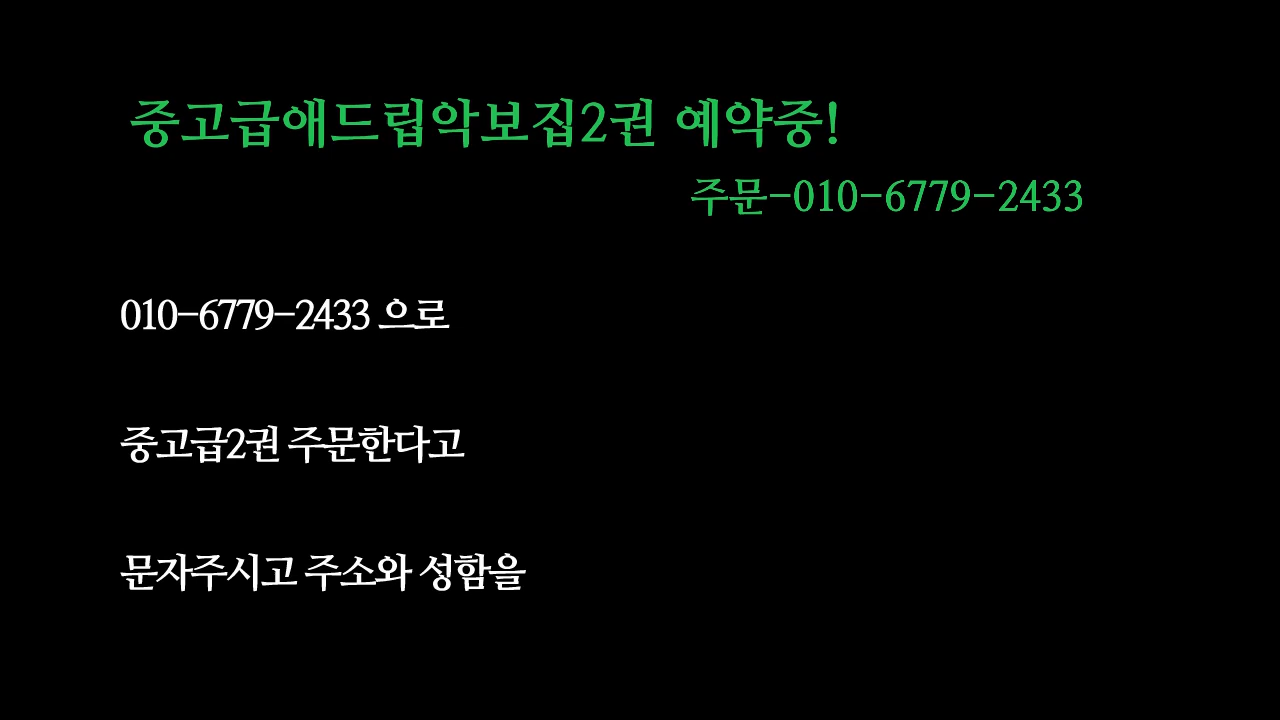 중고급애드립악보집2권 예약중!
주문-010-6779-2433
010-6779-2433 으로
중고급2권 주문한다고
문자주시고 주소와 성함을